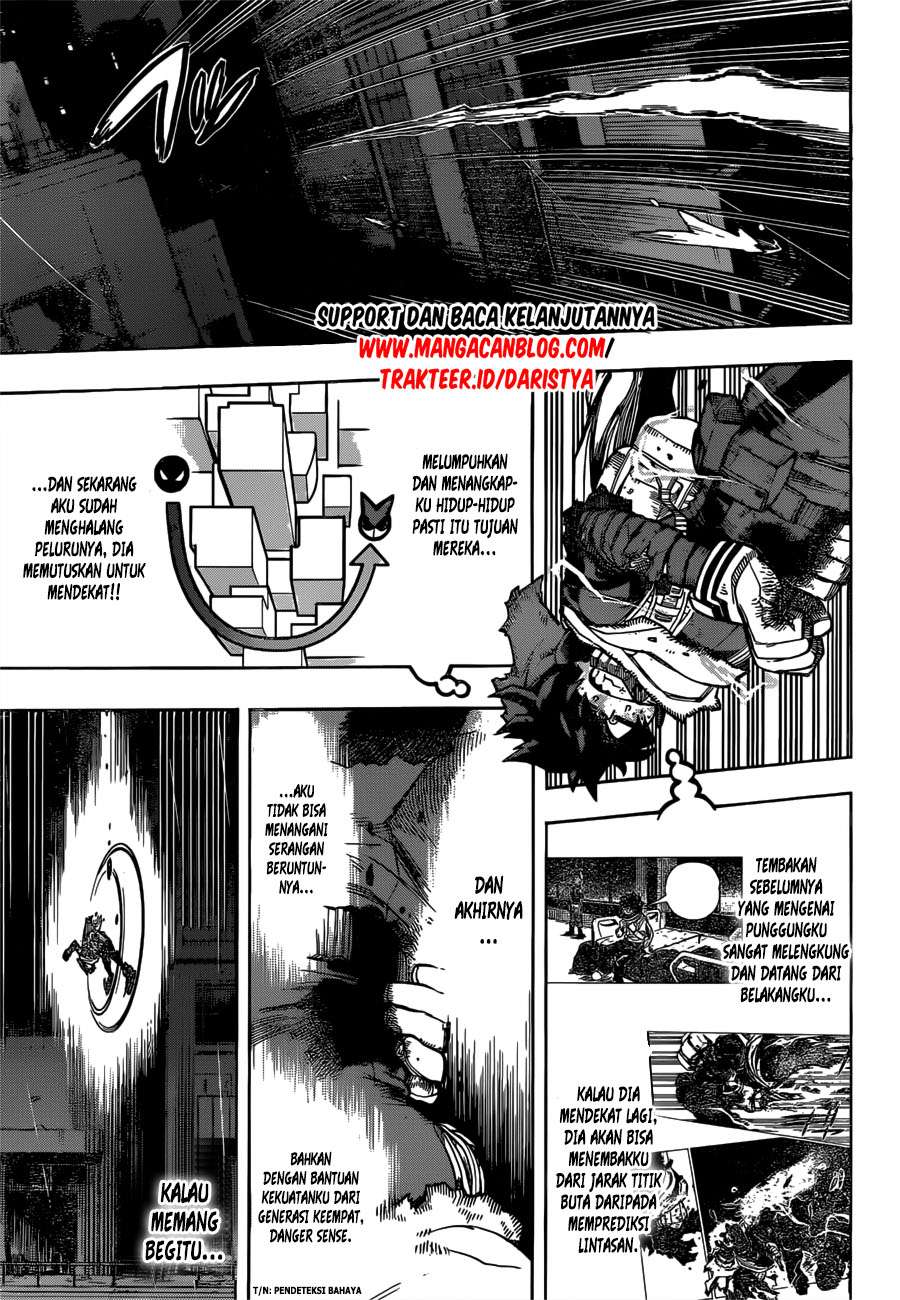 ブオオ
SUPPORT DAN BACA KELANJUTANNYA
WWW.MANGACANBLOG.COM/
TRAKTEER.ID/DARISTYA
MELUMPUHKAN
DAN MENANGKAP-
KU HIDUP-HIDUP
PASTI ITU TUJUAN
MEREKA...
...DAN SEKARANG
AKU SUDAH
MENGHALANG
PELURUNYA, DIA
MEMUTUSKAN UNTUK
MENDEKAT!!
TEMBAKAN
SEBELUMNYA
YANG MENGENAI
PUNGGUNGKU
SANGAT MELENGKUNG
DAN DATANG DARI
BELAKANGKU...
KALAU DIA
MENDEKAT LAGI,
DIA AKAN BISA
MENEMBAKKU
DARI JARAK TITIK
BUTA DARIPADA
MEMPREDIKSI
LINTASAN.
DAN
AKHIRNYA
...
...AKU
TIDAK BISA
MENANGANI
SERANGAN
BERUNTUN-
NYA...
BAHKAN
DENGAN BANTUAN
KEKUATANKU DARI
GENERASI KEEMPAT,
DANGER SENSE.
T/N: PENDETEKSI BAHAYA
KALAU
MEMANG
BEGITU...